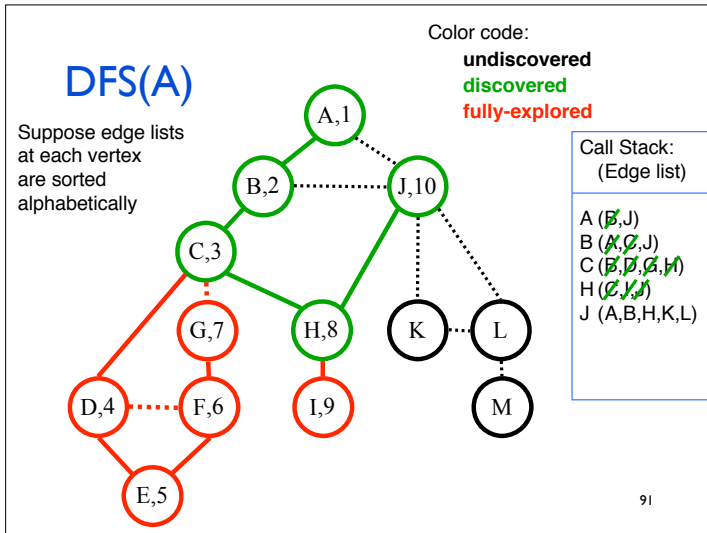 DFS(A)
Suppose edge lists
at each vertex
are sorted
alphabetically
Color code:
undiscovered
discovered
fully-explored
A,1
B,2
J,10
C,3
G,7
H,8
K
L
D,4
F,6
I,9
M
E,5
Call Stack:
(Edge list)
A (B,J)
B (A,C,J)
C (B,D,G,H)
H (C,I,J)
J (A,B,H,K,L)
91